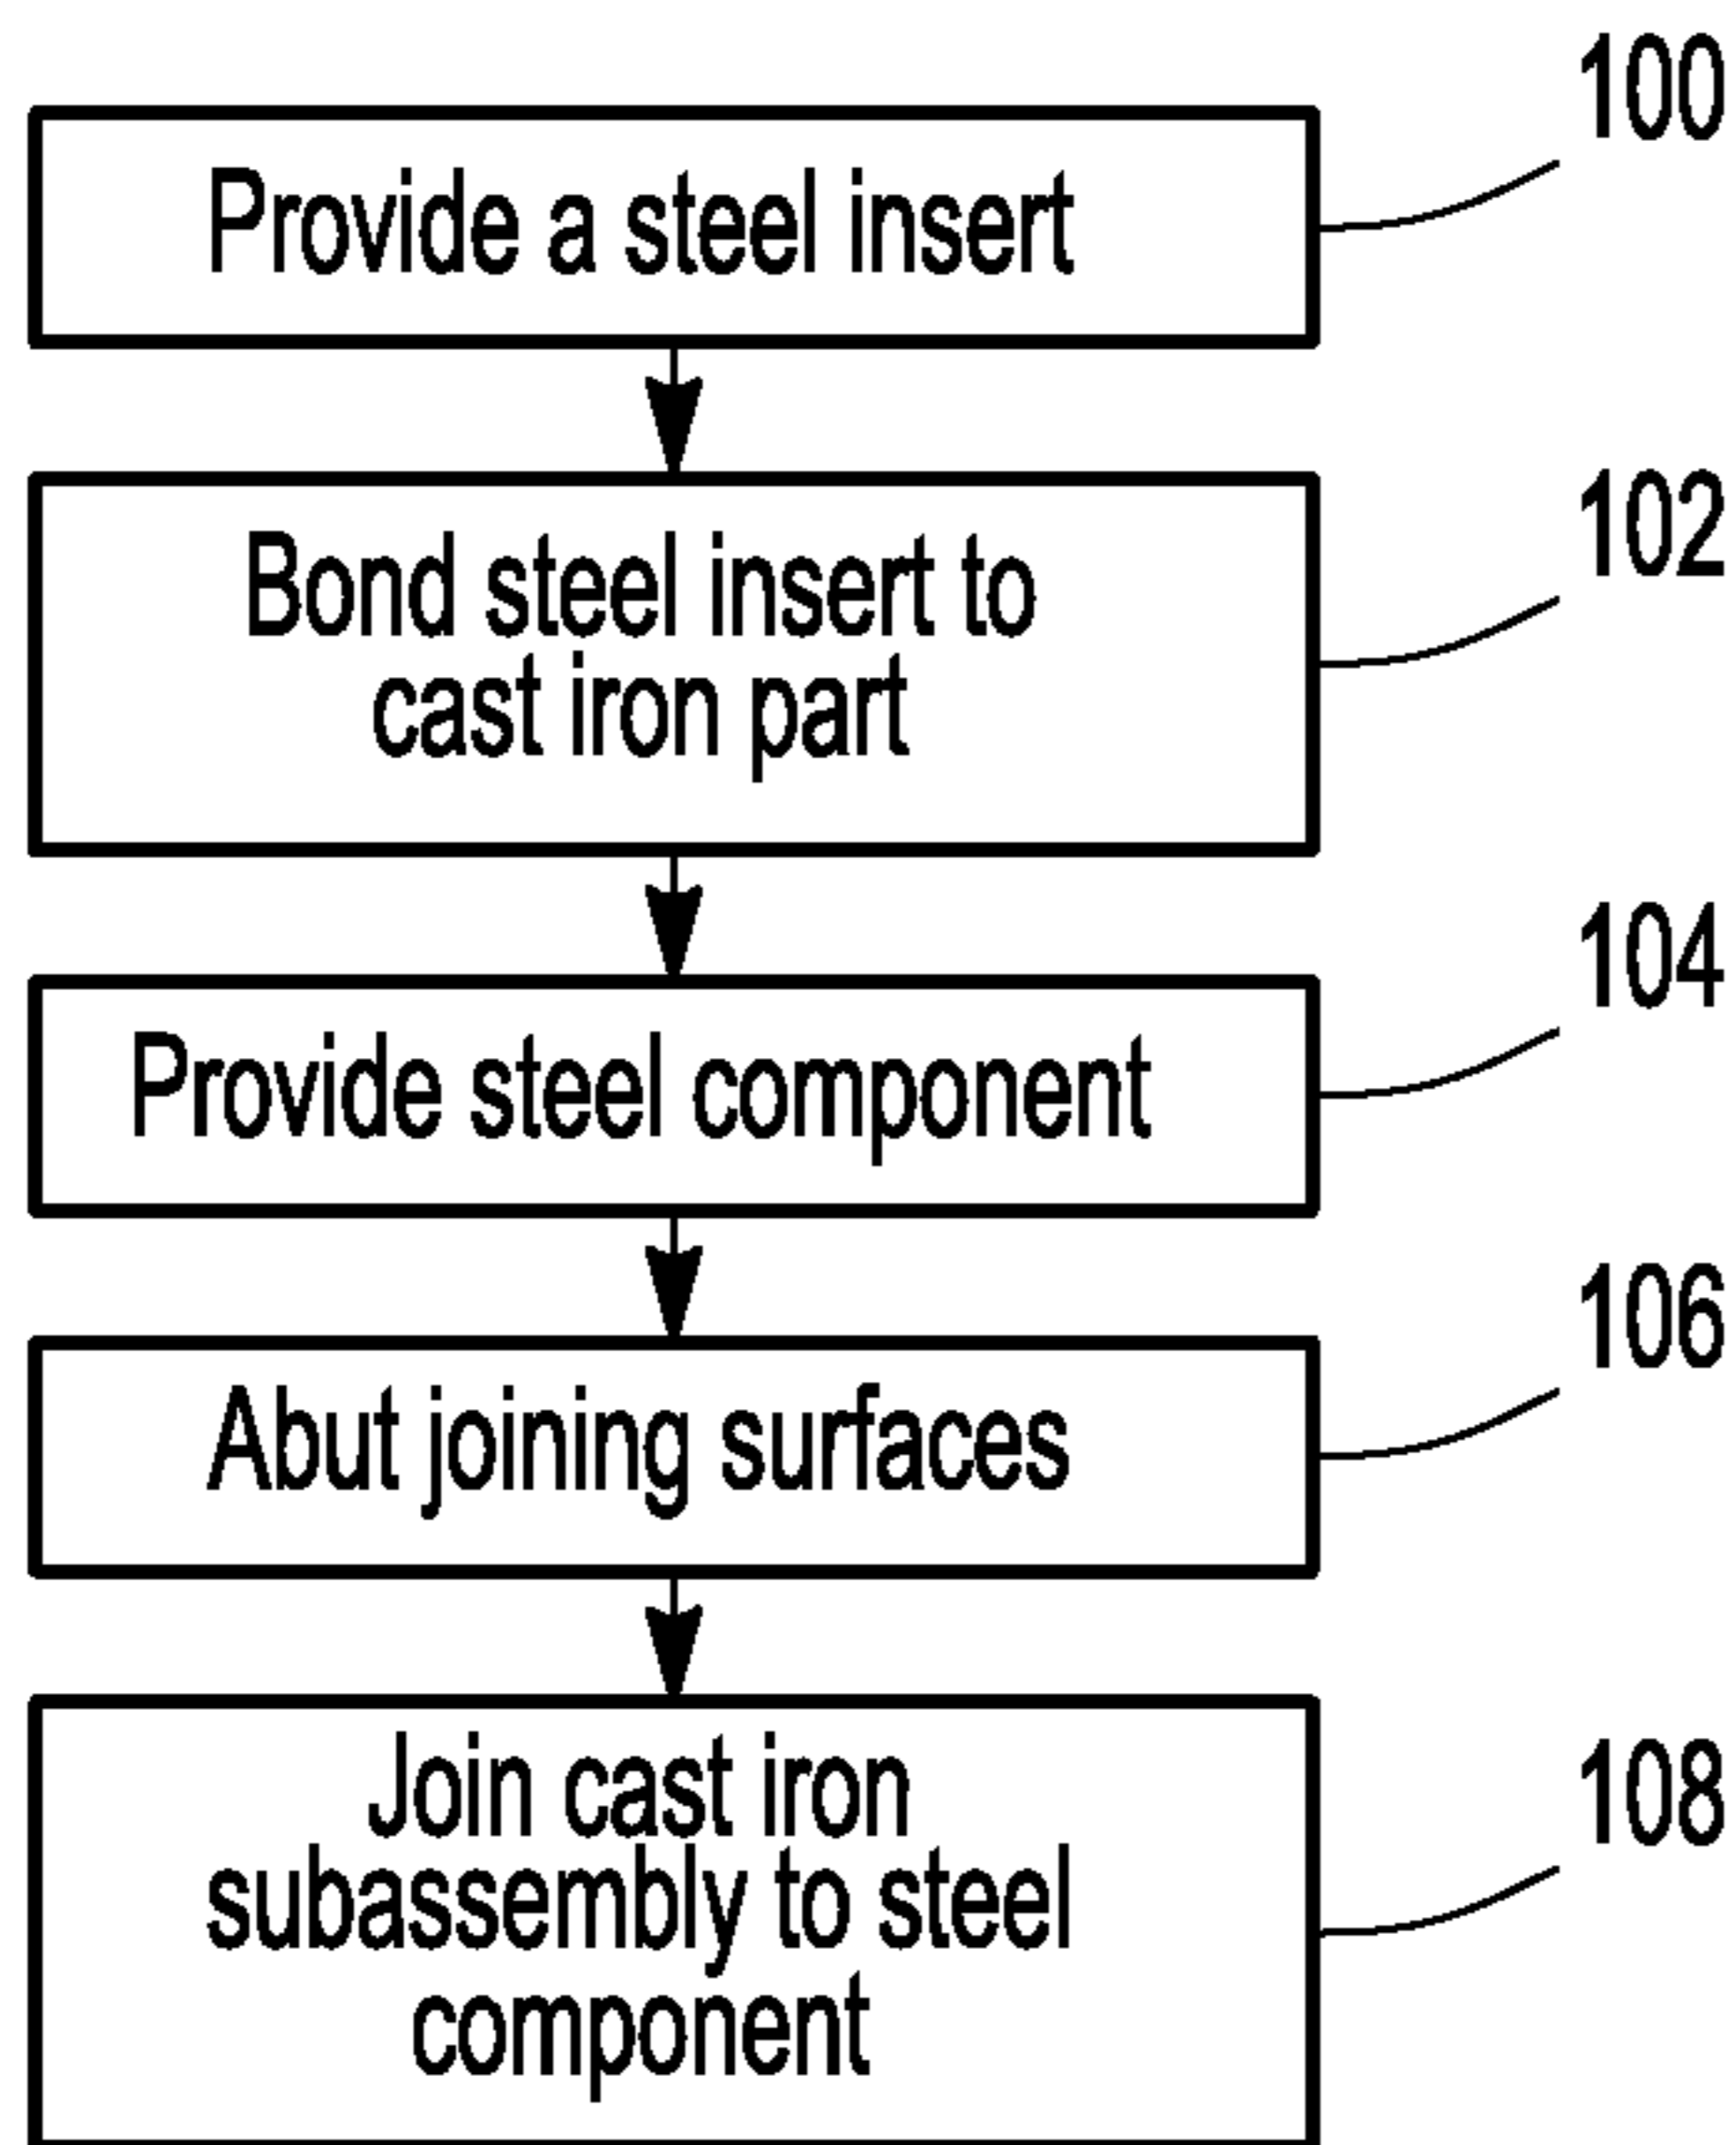 100
Provide a steel insert
102
Bond steel insert to
cast iron part
104
Provide steel component
106
Abut joining surfaces
108
Join cast iron
subassembly to steel
component